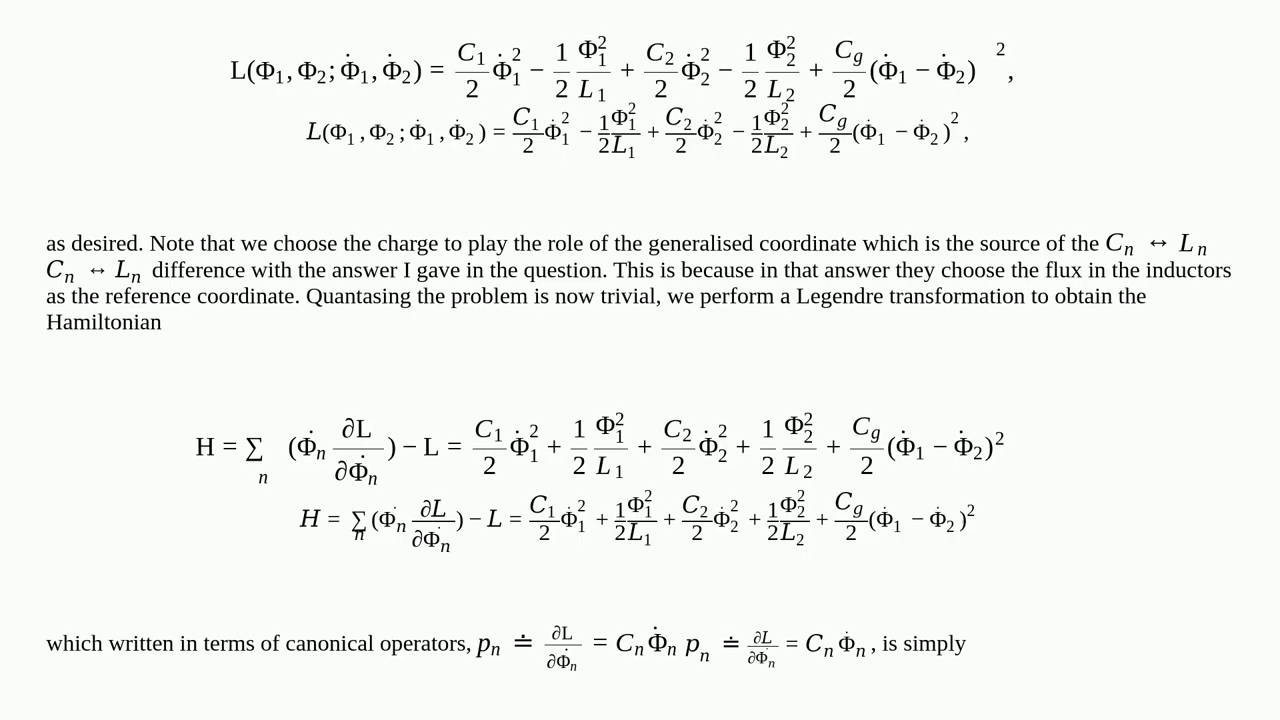 L(Φ₁, Φ₂; Φ̇₁, Φ̇₂) = C₁/2 Φ̇₁² − 1/2 Φ₁²/L₁ + C₂/2 Φ̇₂² − 1/2 Φ₂²/L₂ + C_g/2 (Φ̇₁ − Φ̇₂)²,
L(Φ₁, Φ₂; Φ̇₁, Φ̇₂) = C₁/2 Φ̇₁² − 1/2 Φ₁²/L₁ + C₂/2 Φ̇₂² − 1/2 Φ₂²/L₂ + C_g/2 (Φ̇₁ − Φ̇₂)²,
as desired. Note that we choose the charge to play the role of the generalised coordinate which is the source of the Cₙ ↔ Lₙ
Cₙ ↔ Lₙ difference with the answer I gave in the question. This is because in that answer they choose the flux in the inductors
as the reference coordinate. Quantasing the problem is now trivial, we perform a Legendre transformation to obtain the
Hamiltonian
H = ∑ₙ (Φ̇ₙ ∂L/∂Φ̇ₙ) − L = C₁/2 Φ̇₁² + 1/2 Φ₁²/L₁ + C₂/2 Φ̇₂² + 1/2 Φ₂²/L₂ + C_g/2 (Φ̇₁ − Φ̇₂)²
H = ∑ₙ (Φ̇ₙ ∂L/∂Φ̇ₙ) − L = C₁/2 Φ̇₁² + 1/2 Φ₁²/L₁ + C₂/2 Φ̇₂² + 1/2 Φ₂²/L₂ + C_g/2 (Φ̇₁ − Φ̇₂)²
which written in terms of canonical operators, pₙ ≐ ∂L/∂Φ̇ₙ = CₙΦ̇ₙ pₙ ≐ ∂L/∂Φ̇ₙ = CₙΦ̇ₙ, is simply